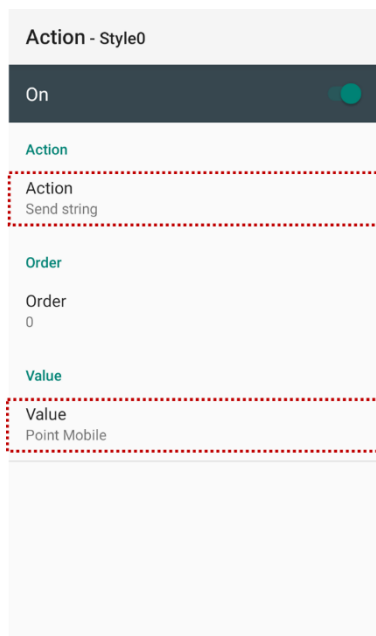 Action - Style0
On
Action
Action
Send string
Order
Order
0
Value
Value
Point Mobile